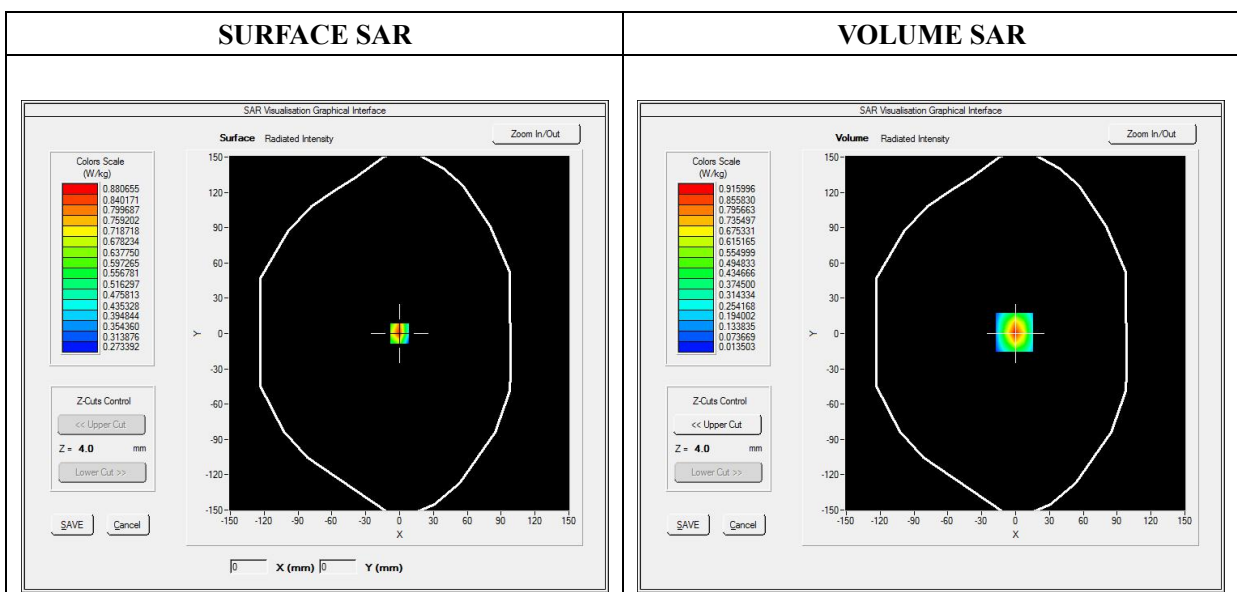 SURFACE SAR
VOLUME SAR
SAR Visualisation Graphical Interface
Surface Radiated Intensity
Zoom In/Out
Colors Scale
(W/kg)
0.880655
0.840171
0.799687
0.759202
0.718718
0.678234
0.637750
0.597265
0.556781
0.516297
0.475813
0.435328
0.394844
0.354360
0.313876
0.273392
Z-Cuts Control
<< Upper Cut
Z = 4.0 mm
Lower Cut >>
SAVE Cancel
150
120
90
60
30
0
-30
-60
-90
-120
-150
Y
-150 -120 -90 -60 -30 0 30 60 90 120 150
X
0 X (mm) 0 Y (mm)
SAR Visualisation Graphical Interface
Volume Radiated Intensity
Zoom In/Out
Colors Scale
(W/kg)
0.915996
0.855830
0.795663
0.735497
0.675331
0.615165
0.554999
0.494833
0.434666
0.374500
0.314334
0.254168
0.194002
0.133835
0.073669
0.013503
Z-Cuts Control
<< Upper Cut
Z = 4.0 mm
Lower Cut >>
SAVE Cancel
150
120
90
60
30
0
-30
-60
-90
-120
-150
Y
-150 -120 -90 -60 -30 0 30 60 90 120 150
X